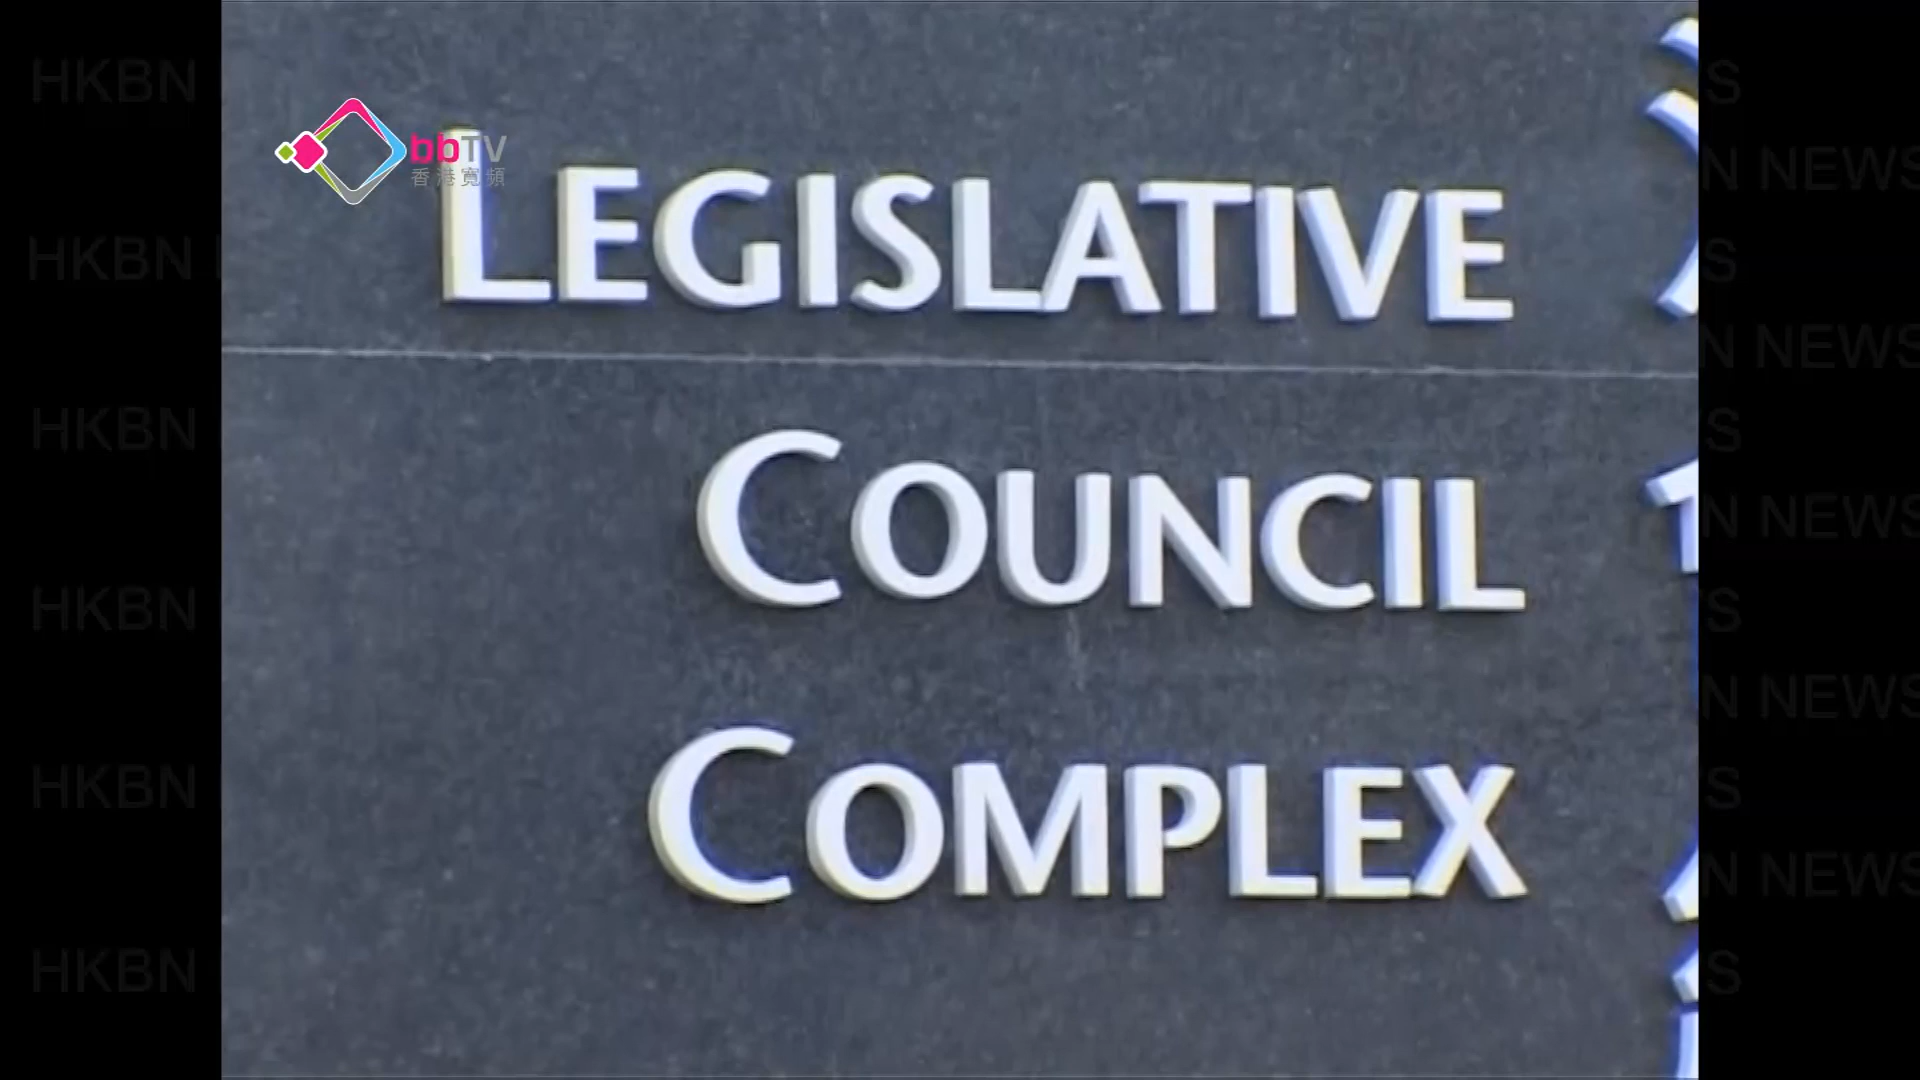 bbTV
香港寬頻
LEGISLATIVE
COUNCIL
COMPLEX
HKBN
HKBN
HKBN
HKBN
HKBN
HKBN
NEWS
NEWS
NEWS
NEWS
NEWS